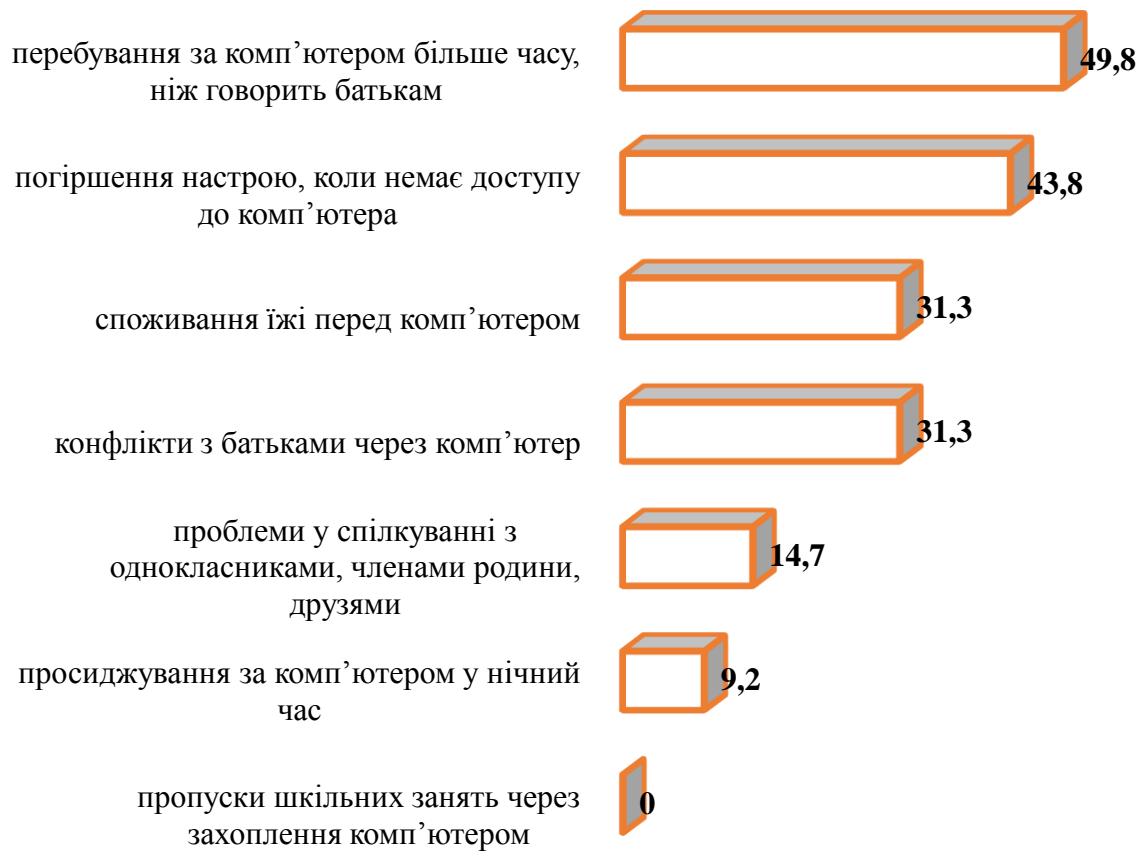 перебування за комп’ютером більше часу,
ніж говорить батькам
49,8
погіршення настрою, коли немає доступу
до комп’ютера
43,8
споживання їжі перед комп’ютером
31,3
конфлікти з батьками через комп’ютер
31,3
проблеми у спілкуванні з
однокласниками, членами родини,
друзями
14,7
просиджування за комп’ютером у нічний
час
9,2
пропуски шкільних занять через
захоплення комп’ютером
0